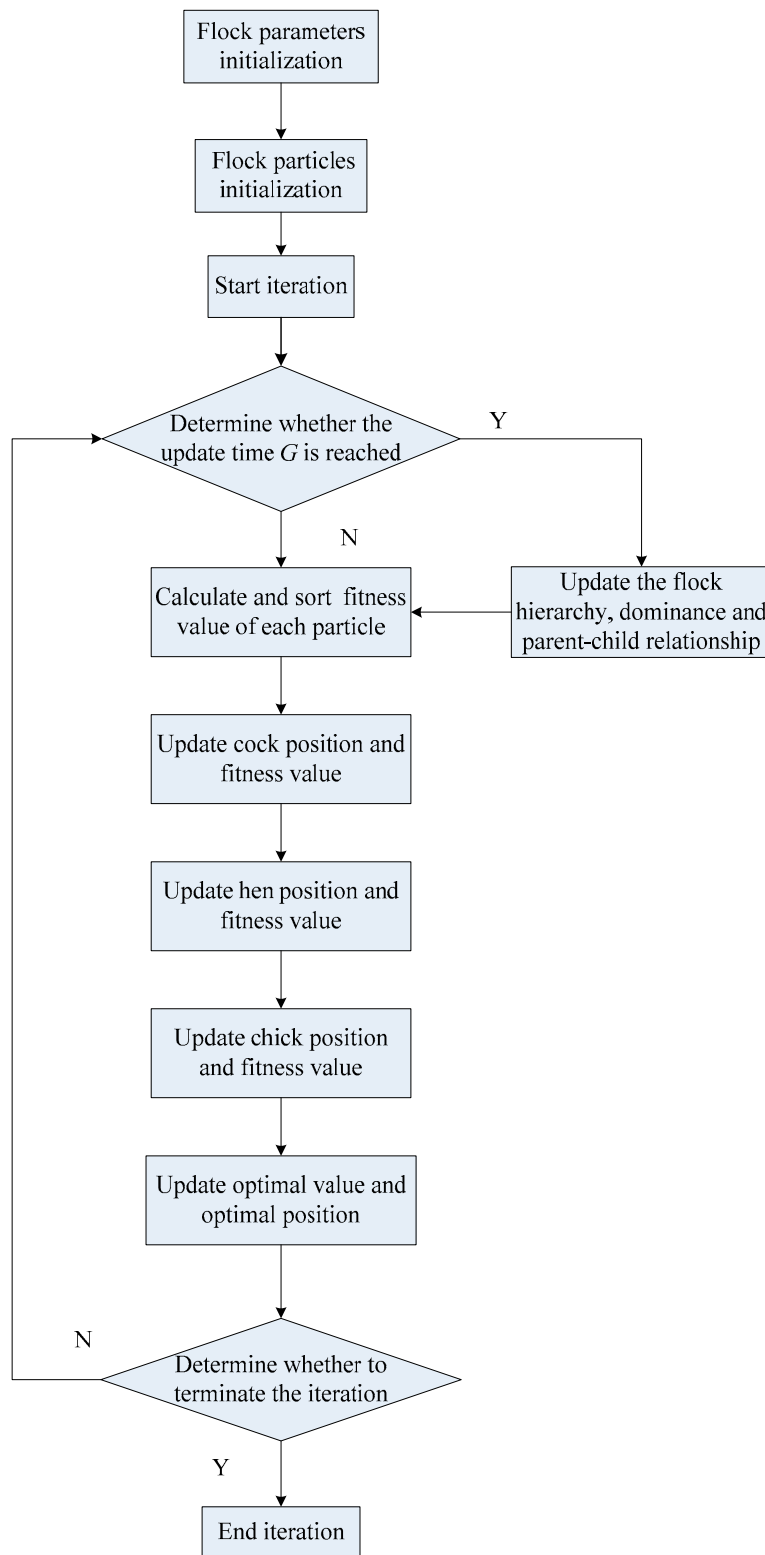 Flock parameters
initialization
Flock particles
initialization
Start iteration
Determine whether the
update time G is reached
Y
N
Calculate and sort fitness
value of each particle
Update the flock
hierarchy, dominance and
parent-child relationship
Update cock position and
fitness value
Update hen position and
fitness value
Update chick position
and fitness value
Update optimal value and
optimal position
N
Determine whether to
terminate the iteration
Y
End iteration